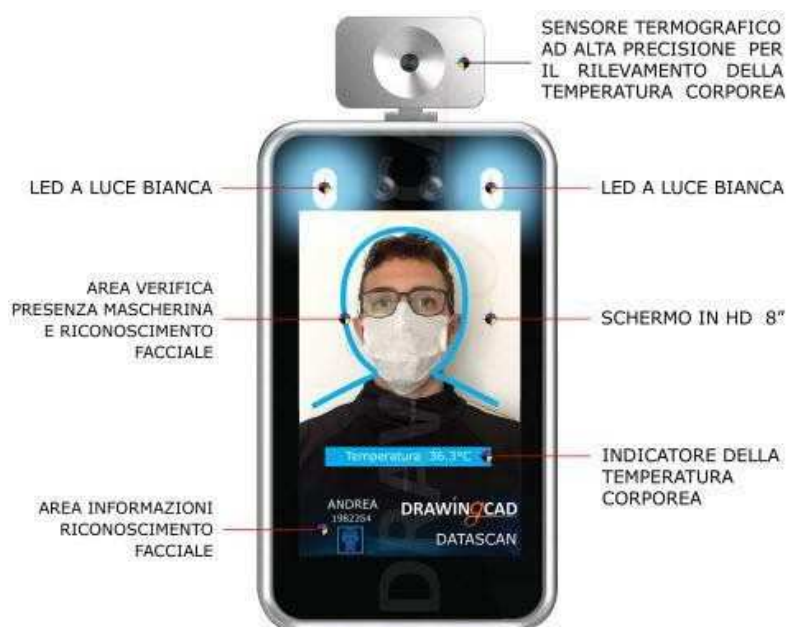 SENSORE TERMOGRAFICO
AD ALTA PRECISIONE PER
IL RILEVAMENTO DELLA
TEMPERATURA CORPOREA
LED A LUCE BIANCA
LED A LUCE BIANCA
AREA VERIFICA
PRESENZA MASCHERINA
E RICONOSCIMENTO
FACCIALE
SCHERMO IN HD 8"
Temperatura 36.3°C
INDICATORE DELLA
TEMPERATURA
CORPOREA
AREA INFORMAZIONI
RICONOSCIMENTO
FACCIALE
ANDREA
1982354
DRAWINgCAD
DATASCAN